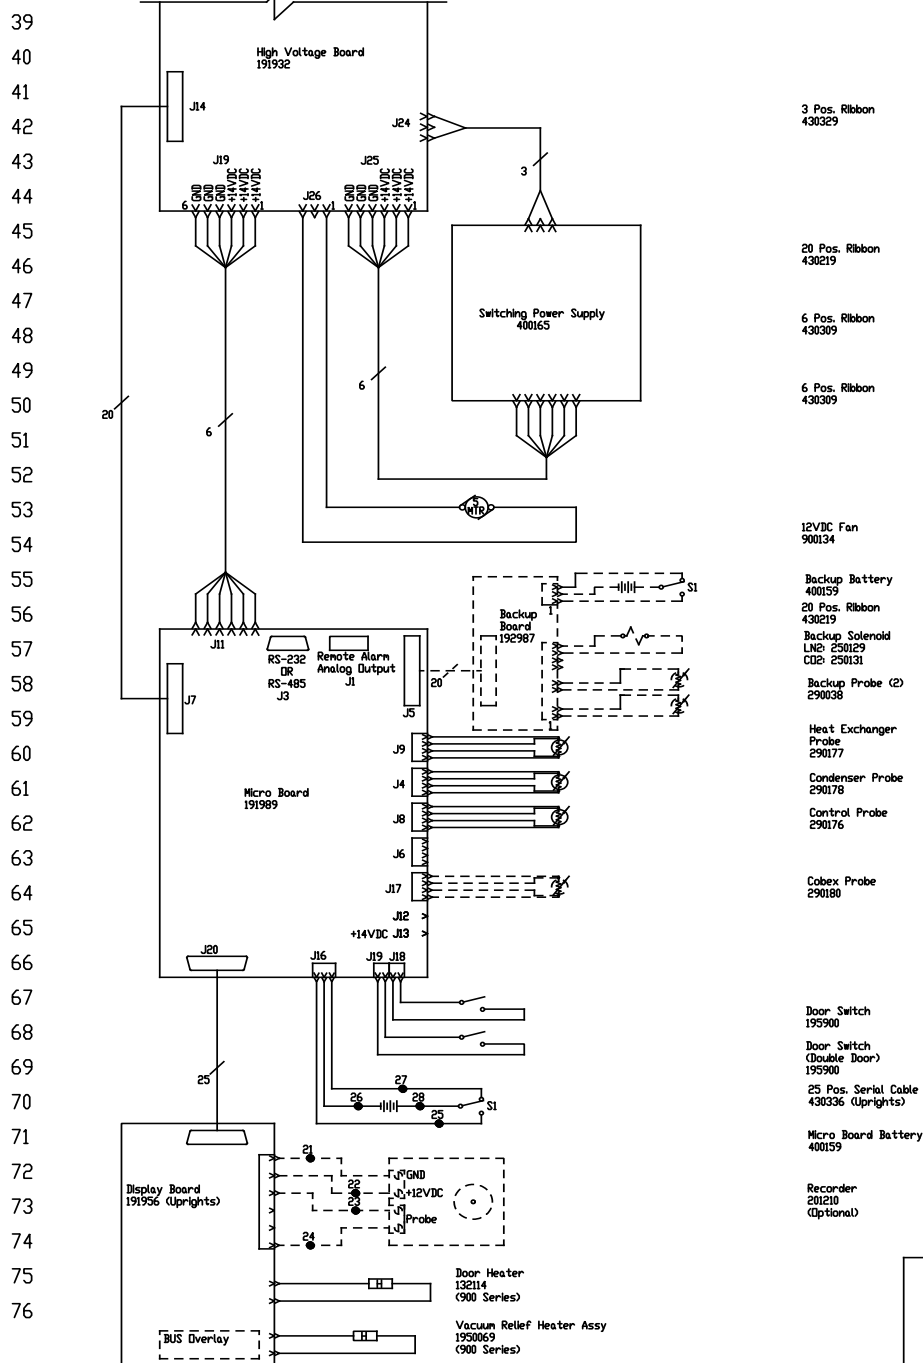 39
High Voltage Board
191932
40
41
J14
3 Pos. Ribbon
430329
42
J24
43
J19
J25
3
44
GND
GND
GND
+14VDC
+14VDC
+14VDC
6
1
J26
1
GND
GND
GND
+14VDC
+14VDC
+14VDC
1
45
46
20 Pos. Ribbon
430219
47
48
Switching Power Supply
400165
6 Pos. Ribbon
430309
49
6
50
20
6 Pos. Ribbon
430309
51
6
52
53
5
MTR
54
12VDC Fan
900134
55
S1
Backup Battery
400159
56
Backup
Board
192987
1
20 Pos. Ribbon
430219
57
J11
RS-232
OR
RS-485
J3
Remote Alarm
Analog Output
J1
Backup Solenoid
LN2: 250129
CO2: 250131
58
J7
20
Backup Probe (2)
290038
59
J5
1
60
J9
Heat Exchanger
Probe
290177
61
Micro Board
191989
J4
Condenser Probe
290178
62
J8
Control Probe
290176
63
J6
64
J17
Cobex Probe
290180
65
J12
+14VDC J13
66
J20
J16
J19 J18
67
68
Door Switch
195900
69
Door Switch
(Double Door)
195900
25
27
70
26
28
S1
25 Pos. Serial Cable
430336 (Uprights)
25
71
Micro Board Battery
400159
72
21
GND
Display Board
191956 (Uprights)
22
+12VDC
Recorder
201210
(Optional)
73
23
Probe
74
24
75
H
Door Heater
132114
(900 Series)
76
BUS Overlay
H
Vacuum Relief Heater Assy
1950069
(900 Series)